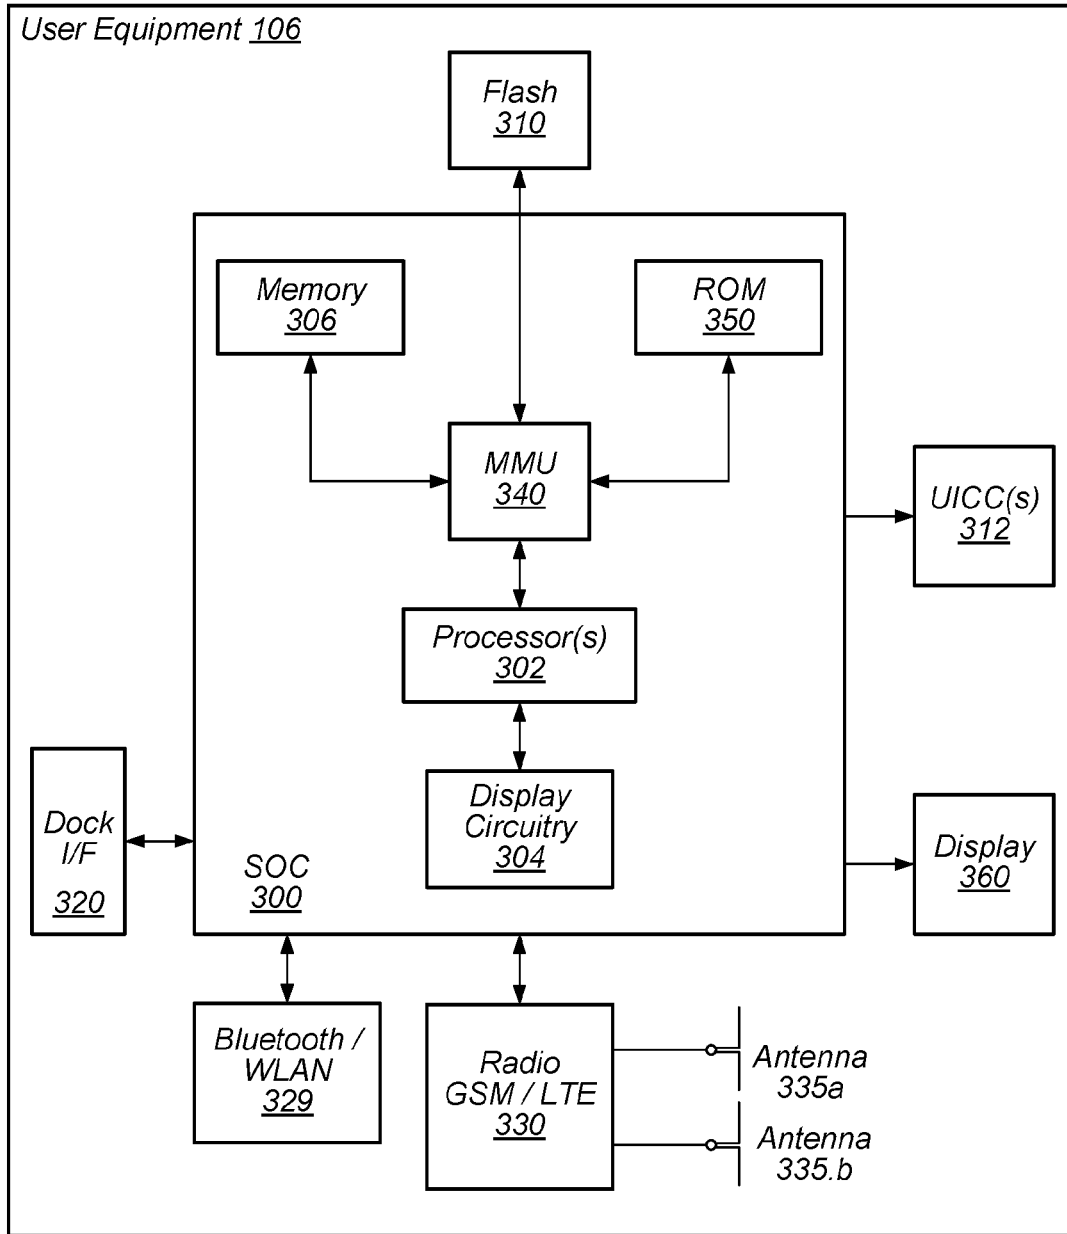 User Equipment 106
Flash
310
Memory
306
ROM
350
MMU
340
UICC(s)
312
Processor(s)
302
Display
Circuitry
304
Dock
I/F
320
SOC
300
Display
360
Bluetooth /
WLAN
329
Radio
GSM / LTE
330
Antenna
335a
Antenna
335.b